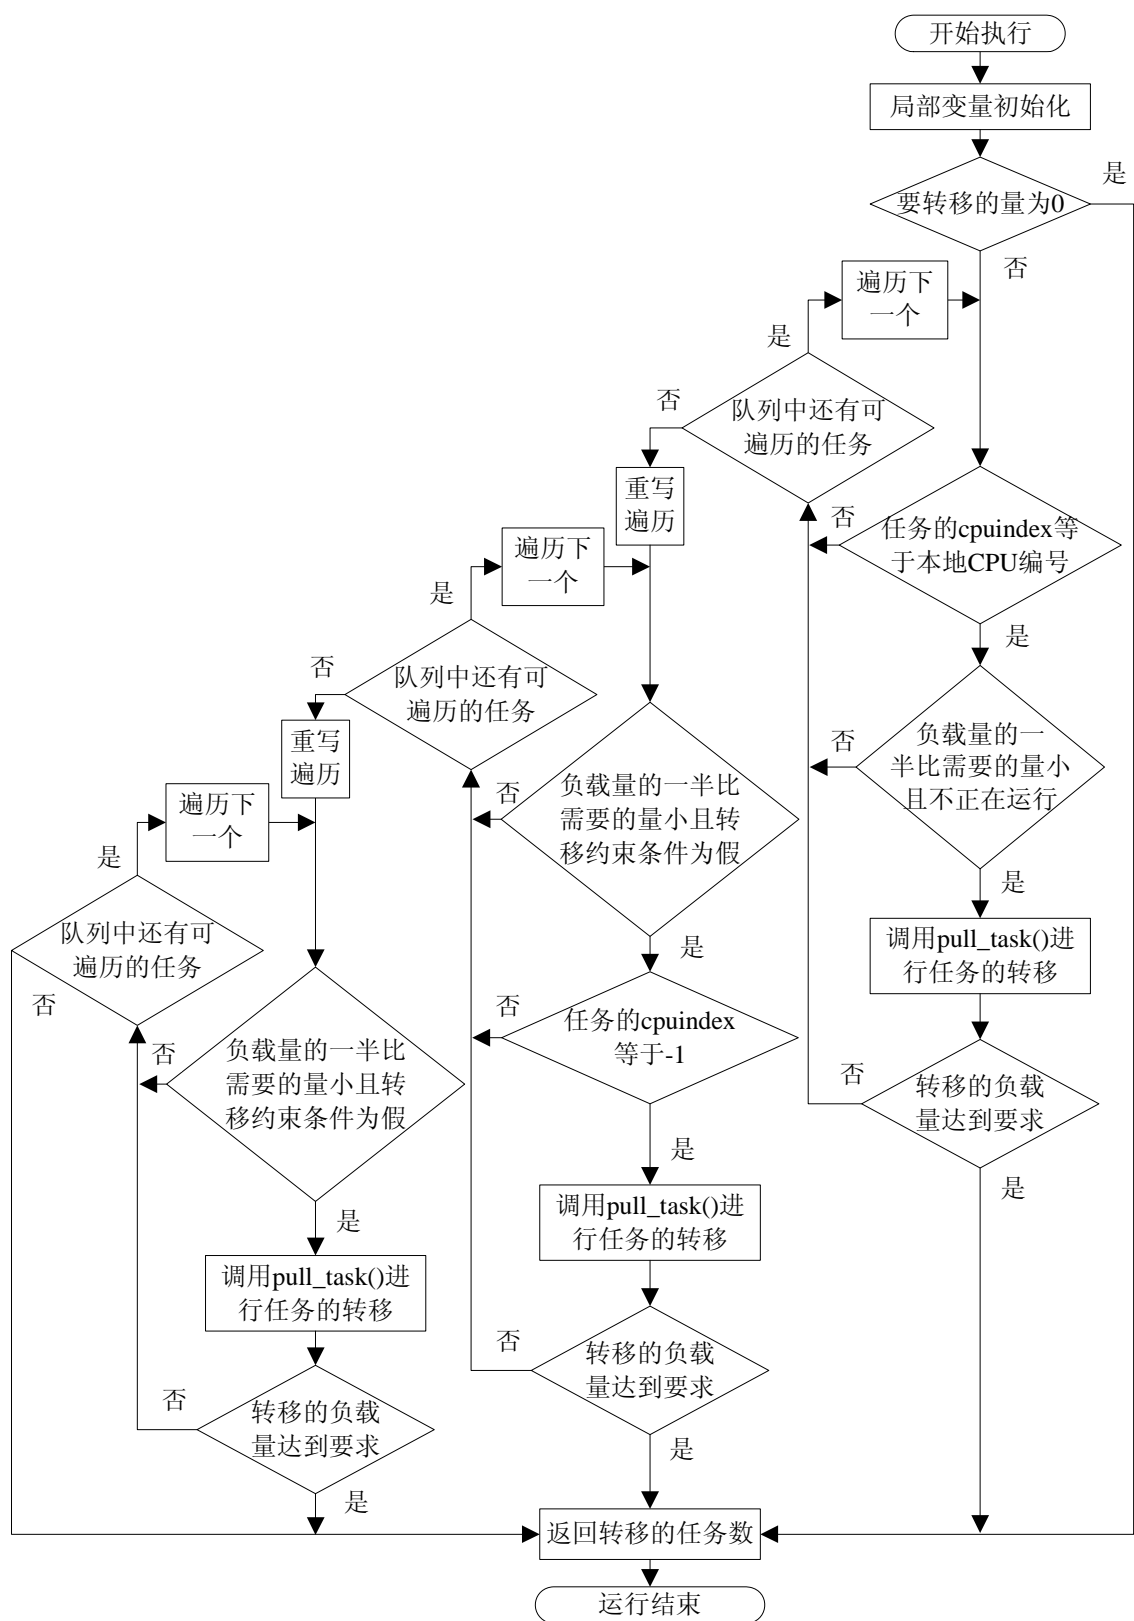 开始执行
局部变量初始化
要转移的量为0
是
否
遍历下
一个
是
队列中还有可
遍历的任务
否
任务的cpuindex等
于本地CPU编号
否
是
负载量的一
半比需要的量小
且不正在运行
否
是
调用pull_task()进
行任务的转移
转移的负载
量达到要求
否
是
重写
遍历
遍历下
一个
是
队列中还有可
遍历的任务
否
负载量的一半比
需要的量小且转
移约束条件为假
否
是
任务的cpuindex
等于-1
否
是
调用pull_task()进
行任务的转移
转移的负载
量达到要求
否
是
重写
遍历
遍历下
一个
是
队列中还有可
遍历的任务
否
负载量的一半比
需要的量小且转
移约束条件为假
否
是
调用pull_task()进
行任务的转移
转移的负载
量达到要求
否
是
返回转移的任务数
运行结束